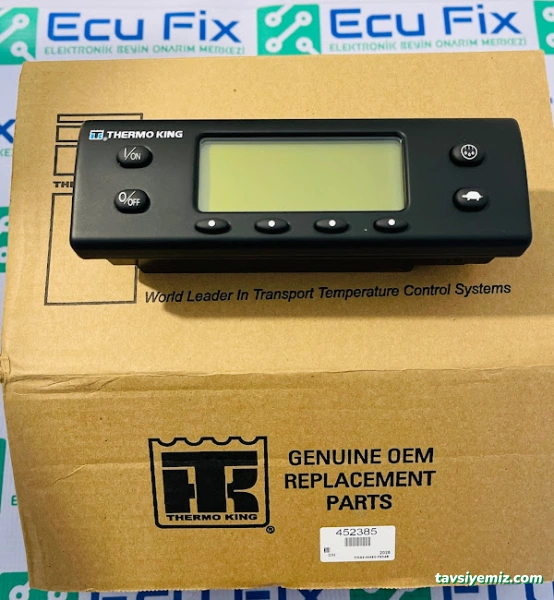 Ecu Fix
ELEKTRONİK BEYİN ONARIM MERKEZİ
Ecu Fix
ELEKTRONİK BEYİN ONARIM MERKEZİ
THERMO KING
I/ON
O/OFF
World Leader In Transport Temperature Control Systems
THERMO KING
GENUINE OEM
REPLACEMENT
PARTS
452385
tavsiyemiz.com